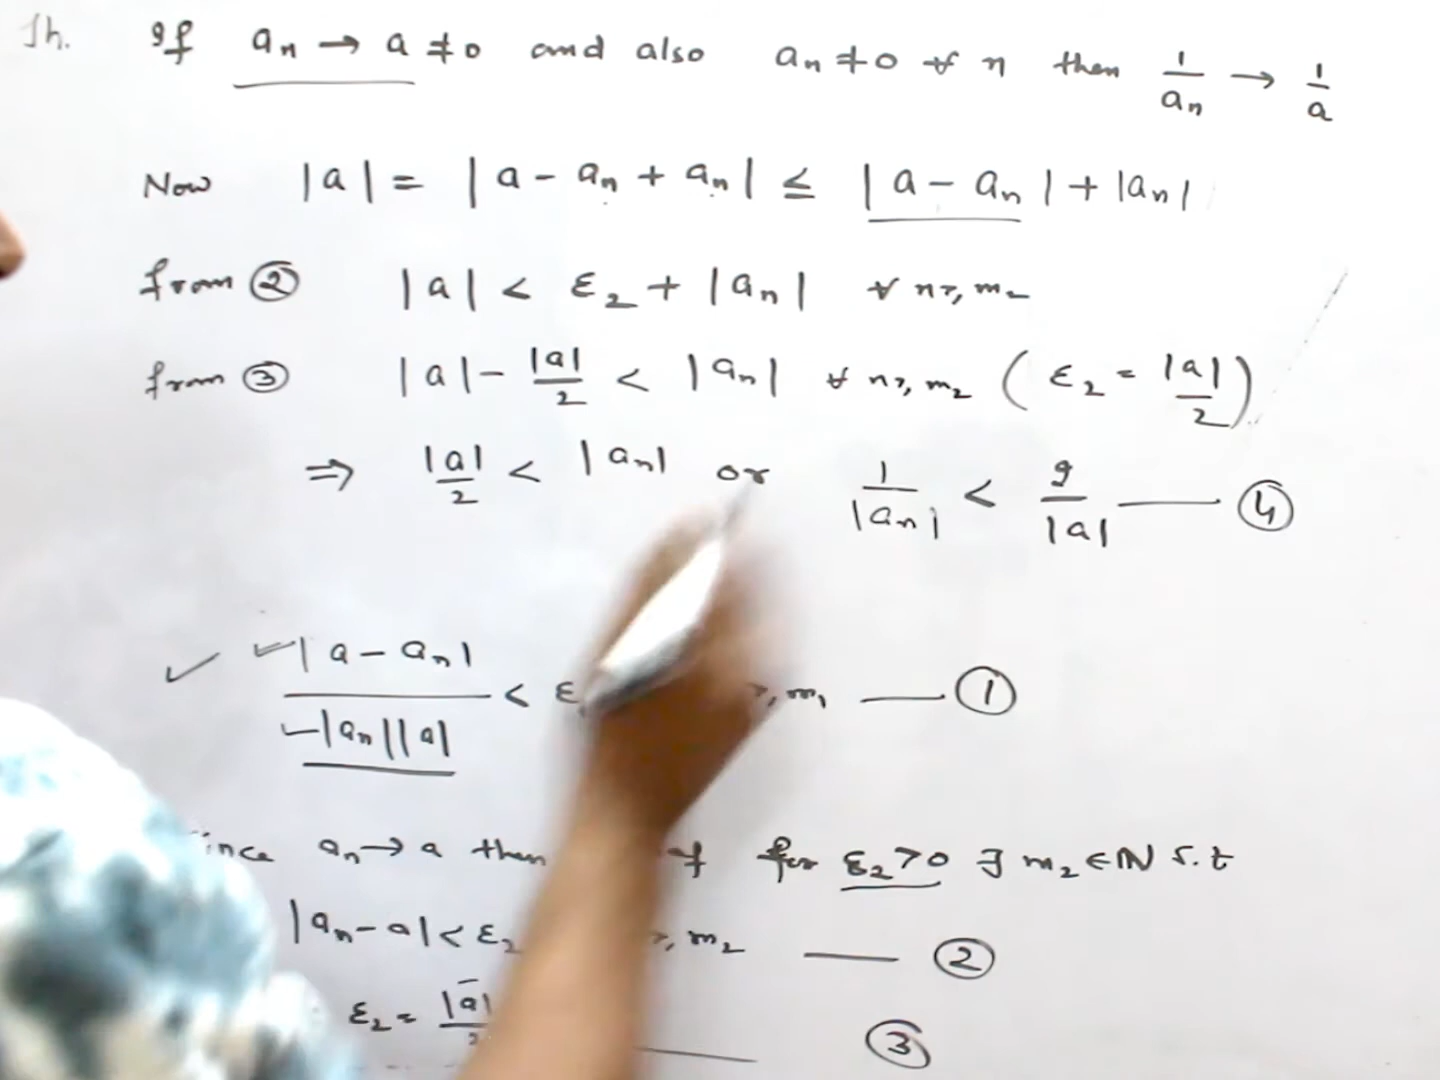 Th. If aₙ → a ≠ 0 and also aₙ ≠ 0 ∀ n then 1/aₙ → 1/a
Now |a| = |a - aₙ + aₙ| ≤ |a - aₙ| + |aₙ|
from ② |a| < ε₂ + |aₙ| ∀ n ≥ m₂
from ③ |a| - |a|/2 < |aₙ| ∀ n ≥ m₂ (ε₂ = |a|/2)
⇒ |a|/2 < |aₙ| or 1/|aₙ| < 2/|a| —— ④
✓ ✓|a - aₙ| / ✓|aₙ||a| < ε ≥ m₁ —— ①
aₙ → a then for ε₂ > 0 ∃ m₂ ∈ ℕ s.t
|aₙ - a| < ε₂ ≥ m₂ —— ②
ε₂ = |a|/2 —— ③